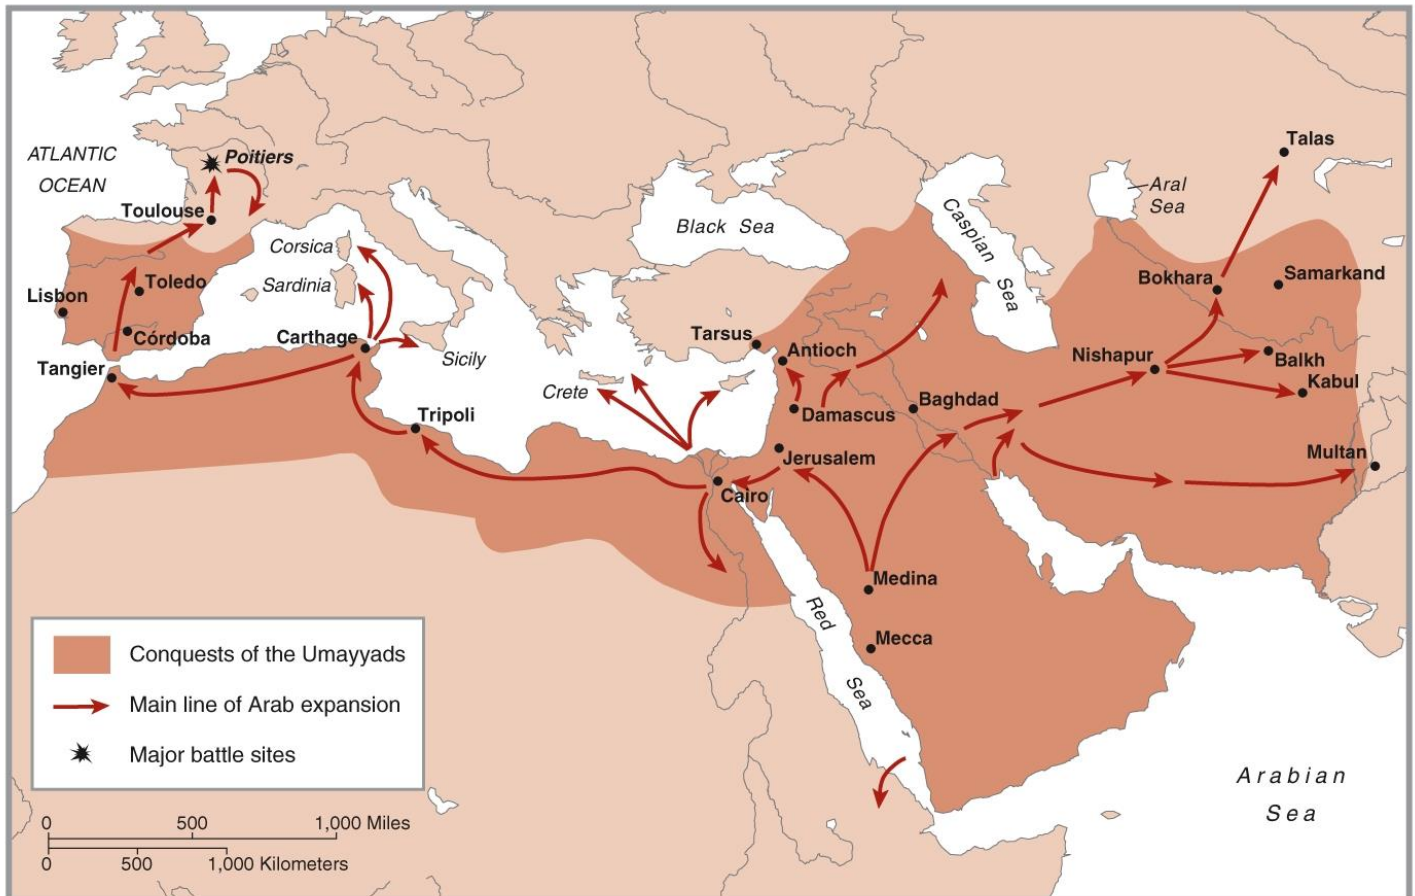 Talas
ATLANTIC
OCEAN
Poitiers
Aral
Sea
Toulouse
Black Sea
Caspian
Sea
Corsica
Sardinia
Bokhara
Samarkand
Toledo
Lisbon
Córdoba
Carthage
Tarsus
Antioch
Sicily
Nishapur
Balkh
Tangier
Kabul
Crete
Damascus
Baghdad
Tripoli
Multan
Jerusalem
Cairo
Medina
Red
Sea
Mecca
Arabian
Sea
Conquests of the Umayyads
Main line of Arab expansion
Major battle sites
0 500 1,000 Miles
0 500 1,000 Kilometers